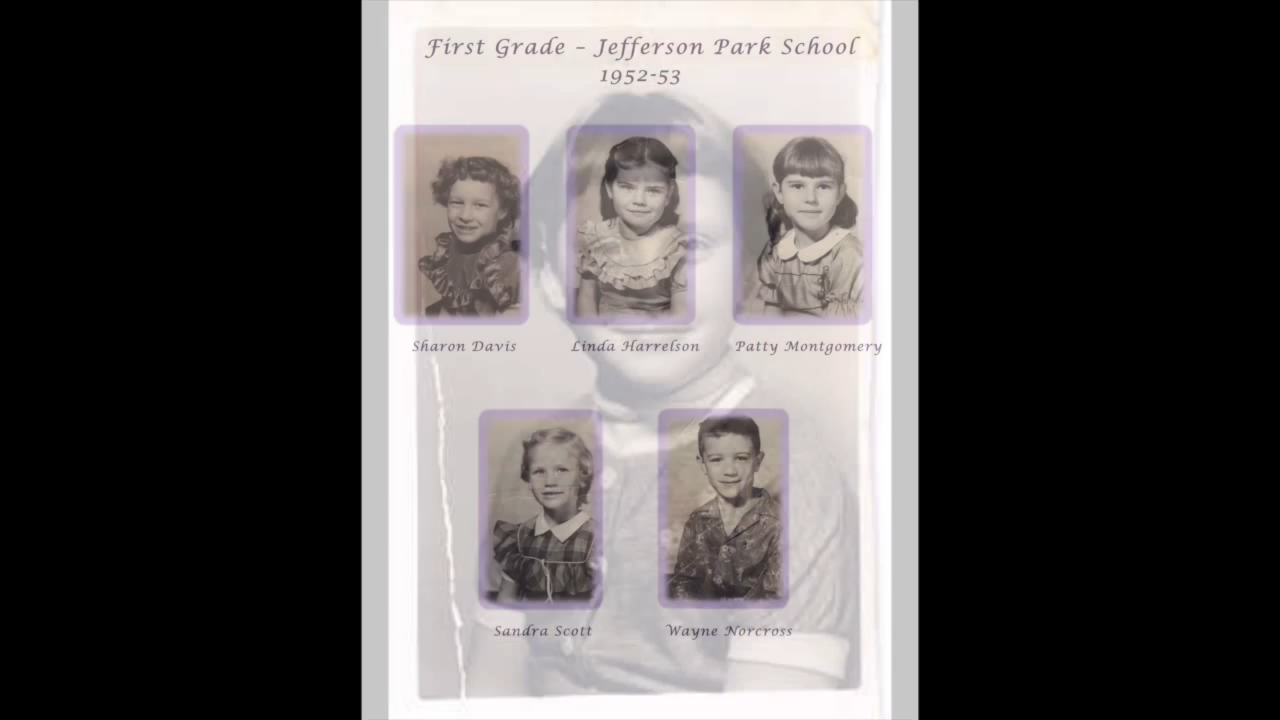 First Grade – Jefferson Park School
1952-53
Sharon Davis
Linda Harrelson
Patty Montgomery
Sandra Scott
Wayne Norcross